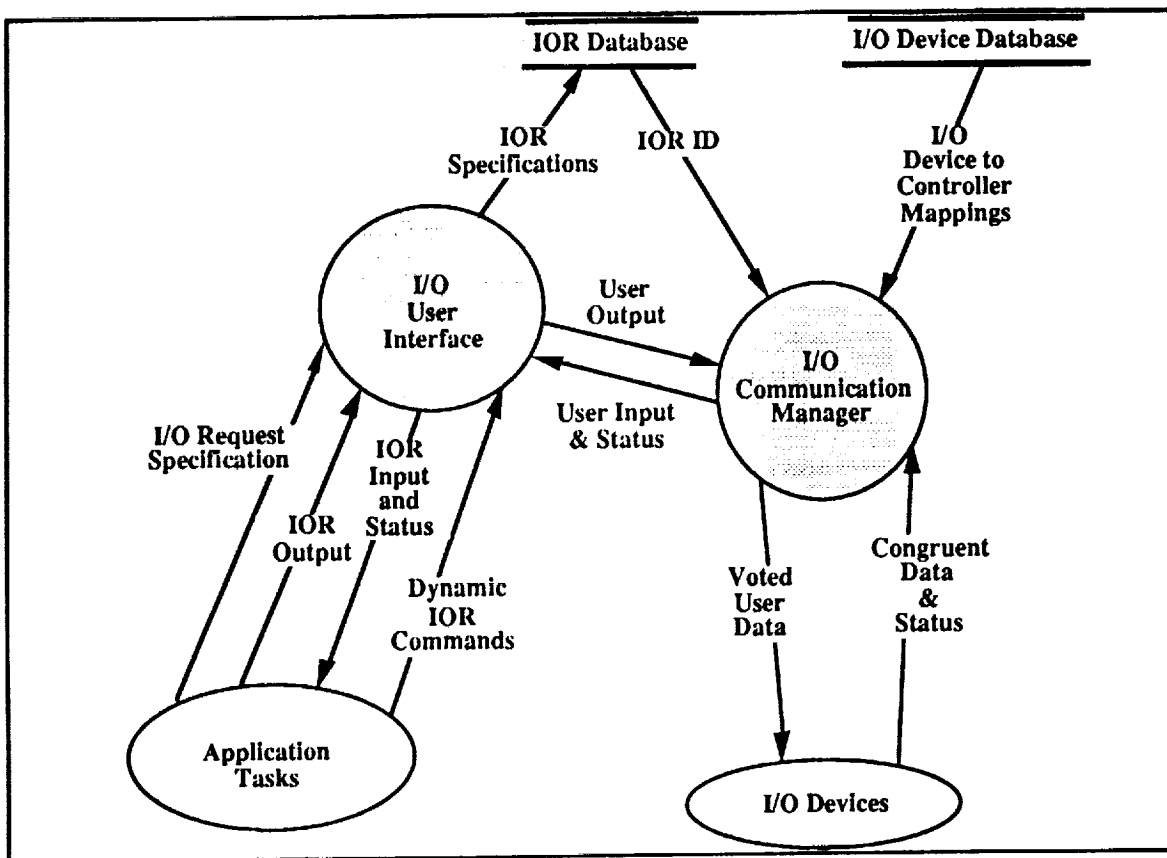 IOR Database
I/O Device Database
IOR
Specifications
IOR ID
I/O
Device to
Controller
Mappings
I/O
User
Interface
User
Output
I/O
Communication
Manager
User Input
& Status
I/O Request
Specification
IOR
Input
and
Status
IOR
Output
Dynamic
IOR
Commands
Voted
User
Data
Congruent
Data
&
Status
Application
Tasks
I/O Devices